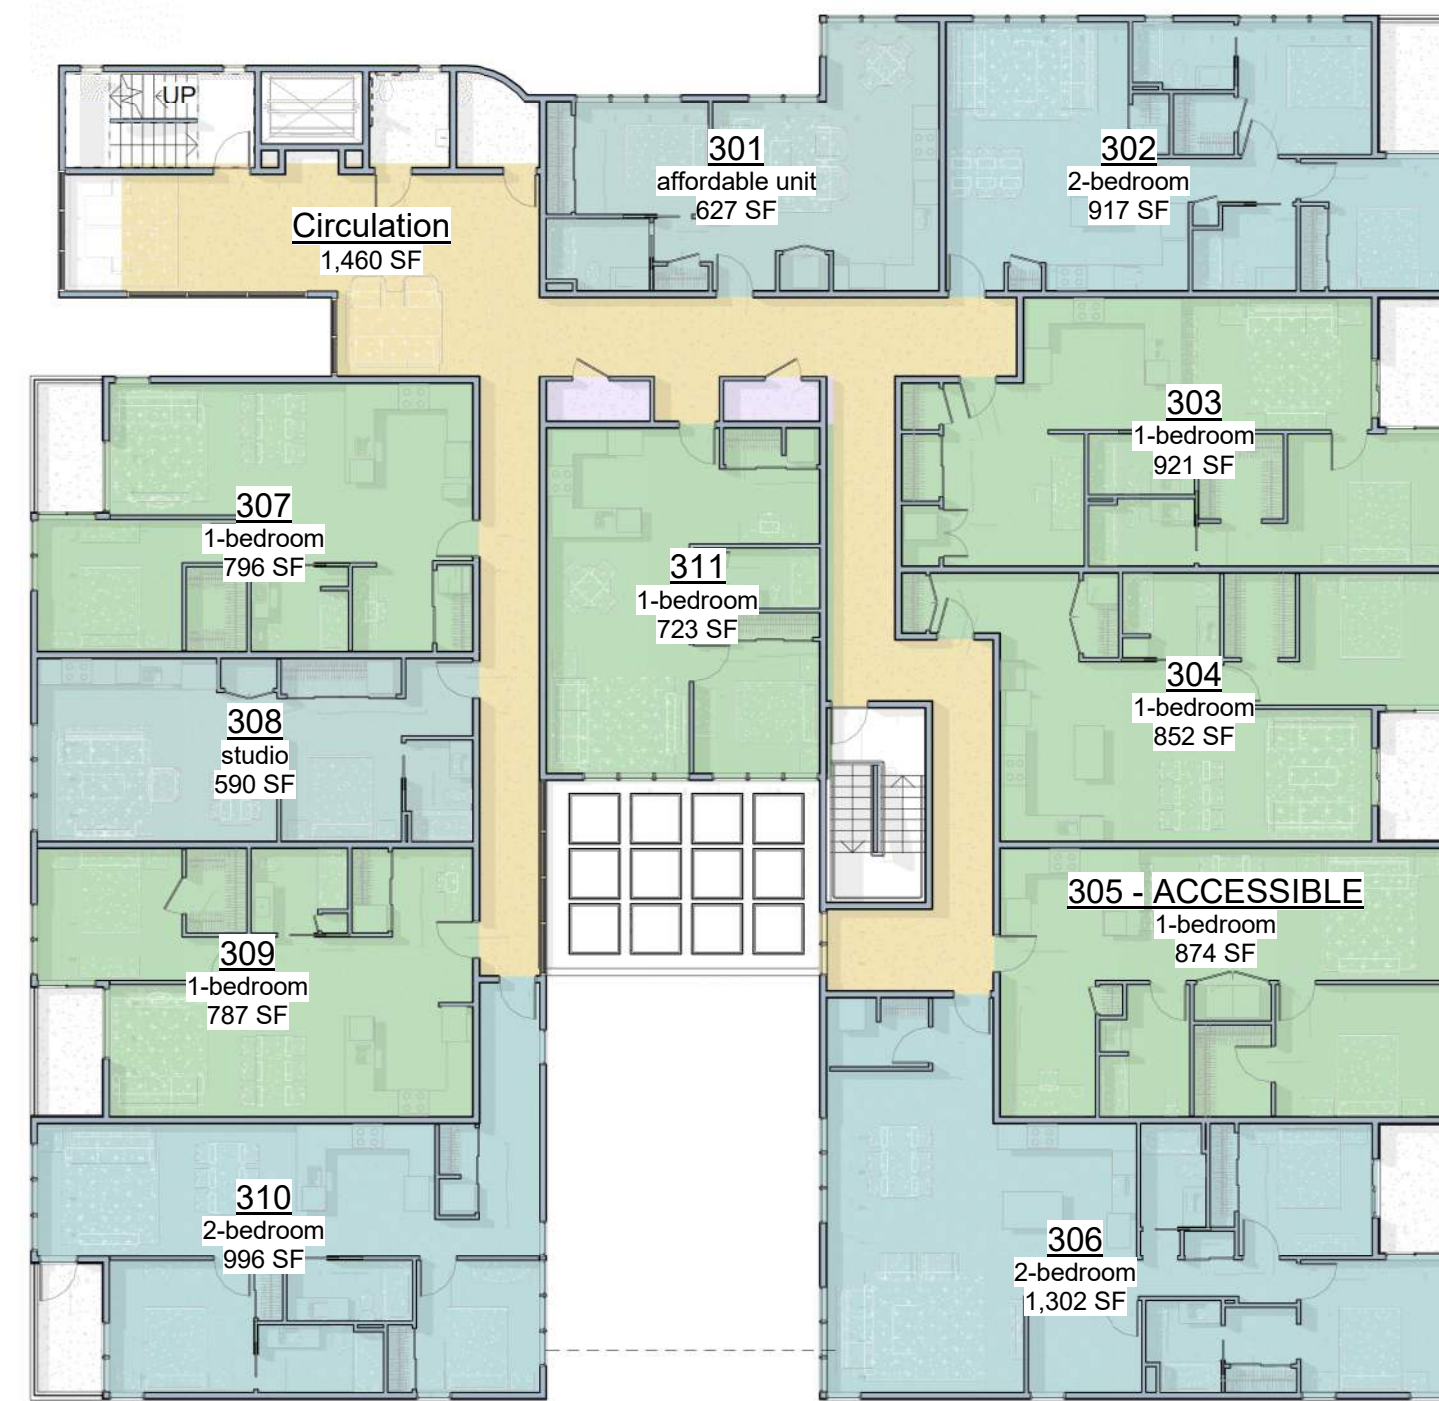 UP
301
affordable unit
627 SF
302
2-bedroom
917 SF
Circulation
1,460 SF
303
1-bedroom
921 SF
307
1-bedroom
796 SF
311
1-bedroom
723 SF
304
1-bedroom
852 SF
308
studio
590 SF
305 - ACCESSIBLE
1-bedroom
874 SF
309
1-bedroom
787 SF
310
2-bedroom
996 SF
306
2-bedroom
1,302 SF